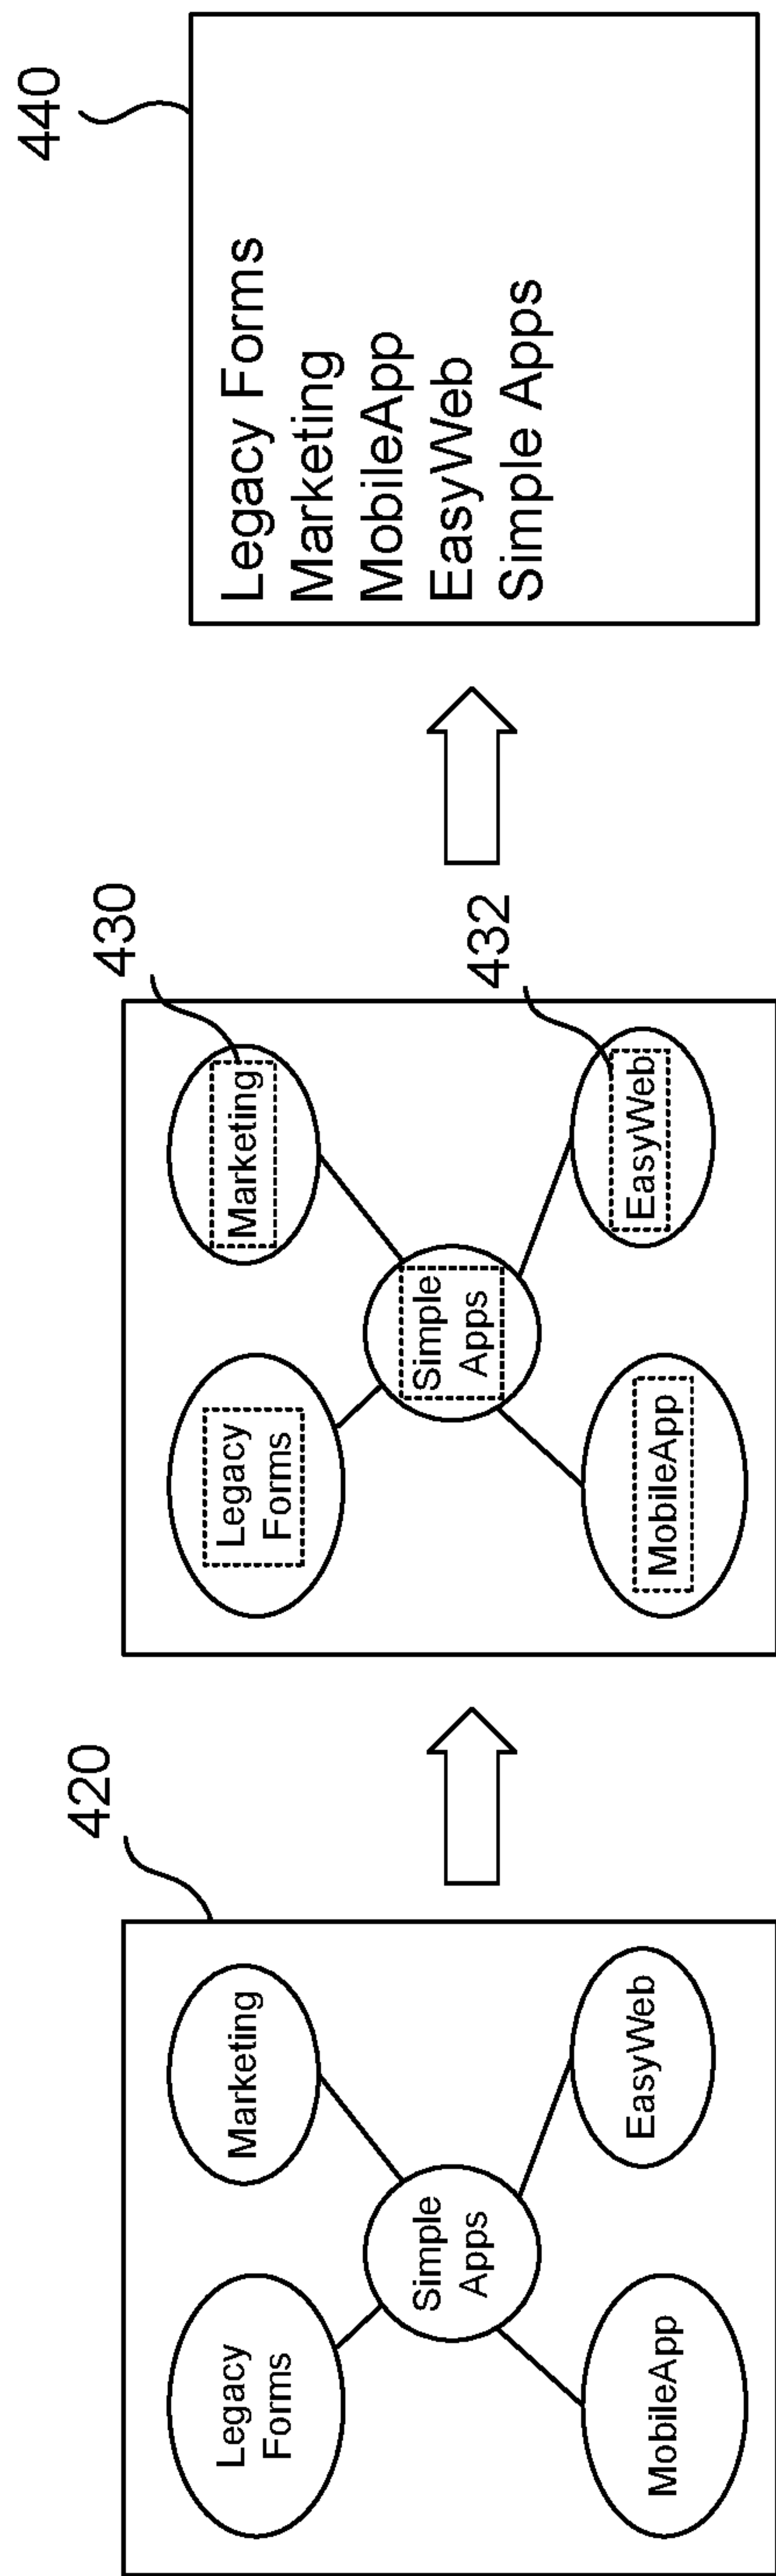 420
Legacy
Forms
Marketing
Simple
Apps
MobileApp
EasyWeb
430
Legacy
Forms
Marketing
Simple
Apps
432
MobileApp
EasyWeb
440
Legacy Forms
Marketing
MobileApp
EasyWeb
Simple Apps